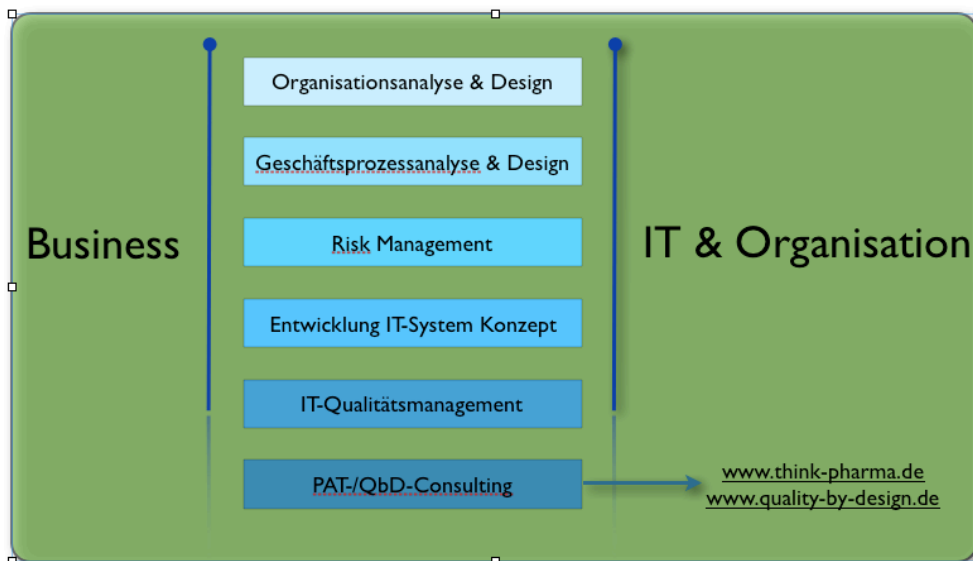 Organisationsanalyse & Design
Geschäftsprozessanalyse & Design
Business
Risk Management
IT & Organisation
Entwicklung IT-System Konzept
IT-Qualitätsmanagement
PAT-/QbD-Consulting
www.think-pharma.de
www.quality-by-design.de